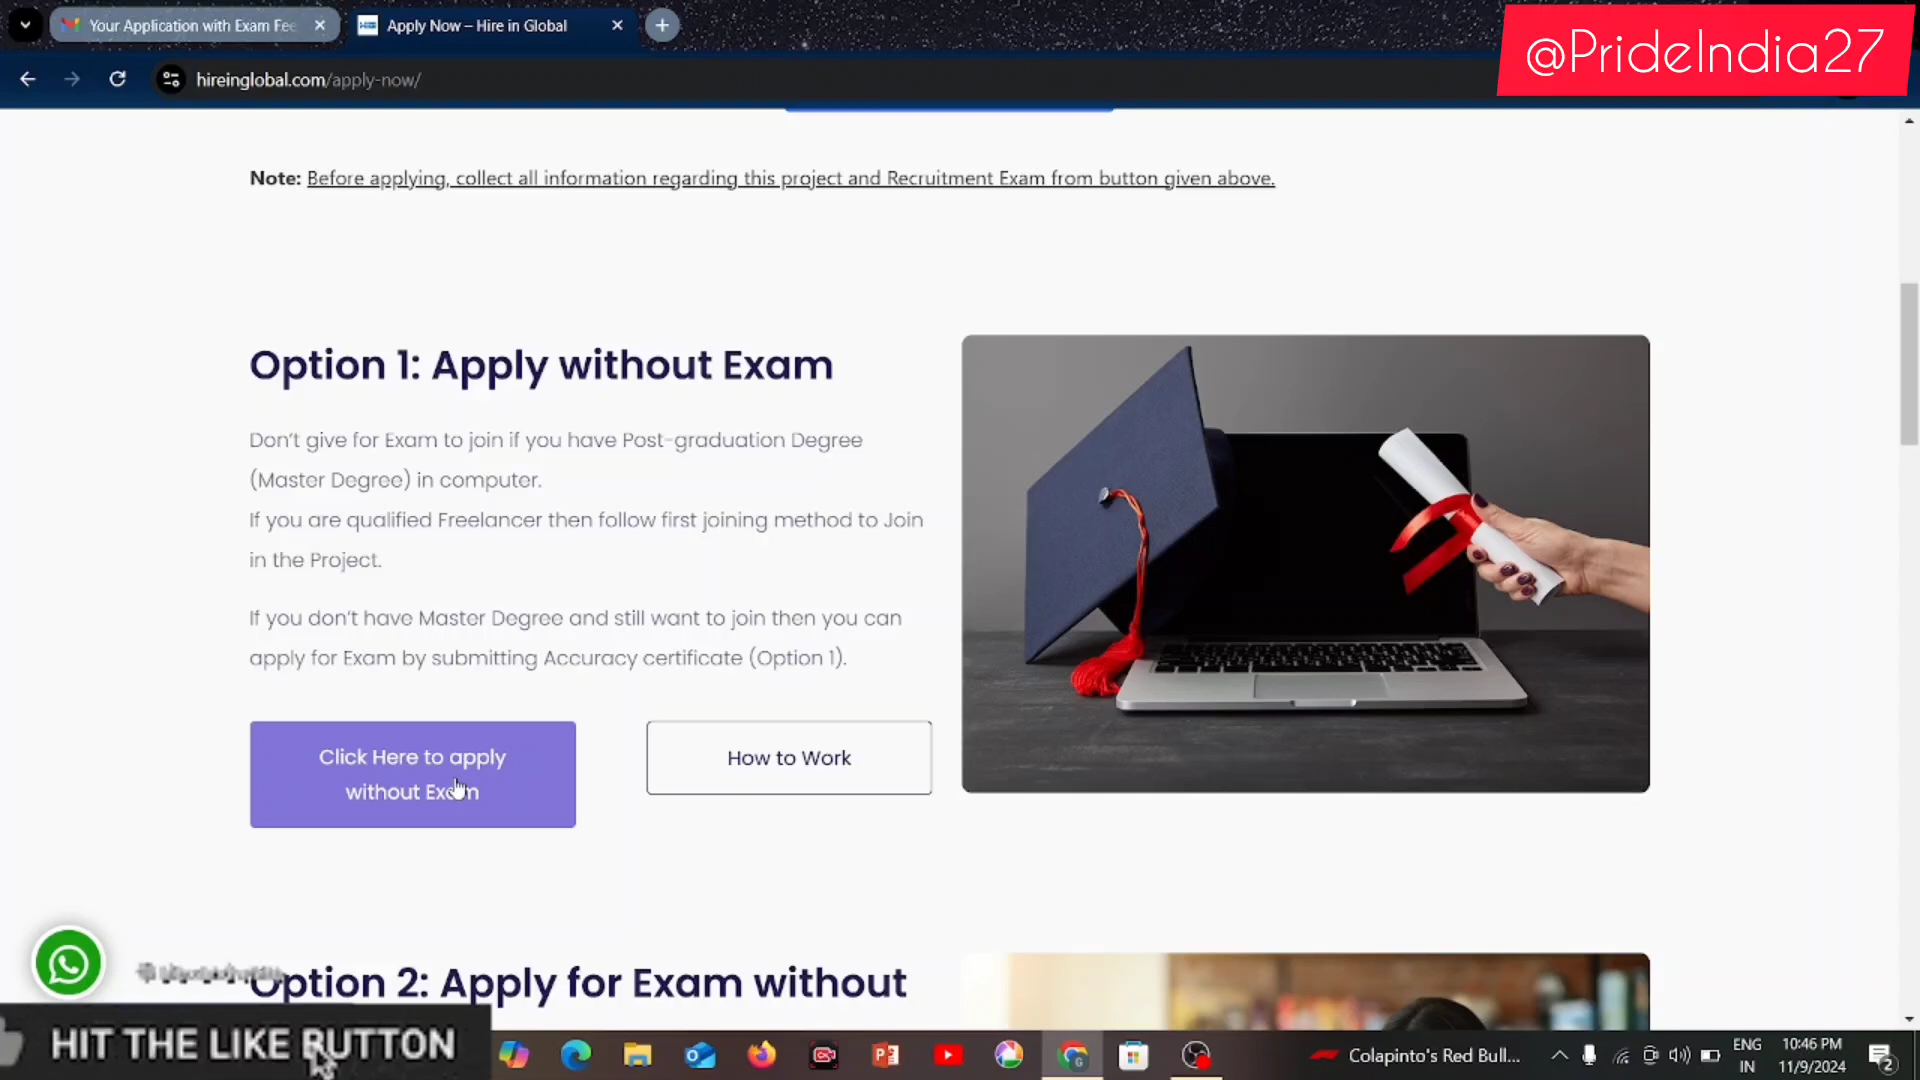 Your Application with Exam Fee
Apply Now – Hire in Global
@PrideIndia27
hireinglobal.com/apply-now/
Note: Before applying, collect all information regarding this project and Recruitment Exam from button given above.
Option 1: Apply without Exam
Don't give for Exam to join if you have Post-graduation Degree
(Master Degree) in computer.
If you are qualified Freelancer then follow first joining method to Join
in the Project.
If you don't have Master Degree and still want to join then you can
apply for Exam by submitting Accuracy certificate (Option 1).
Click Here to apply
without Exam
How to Work
Option 2: Apply for Exam without
HIT THE LIKE BUTTON
Colapinto's Red Bull...
ENG
IN
10:46 PM
11/9/2024
2